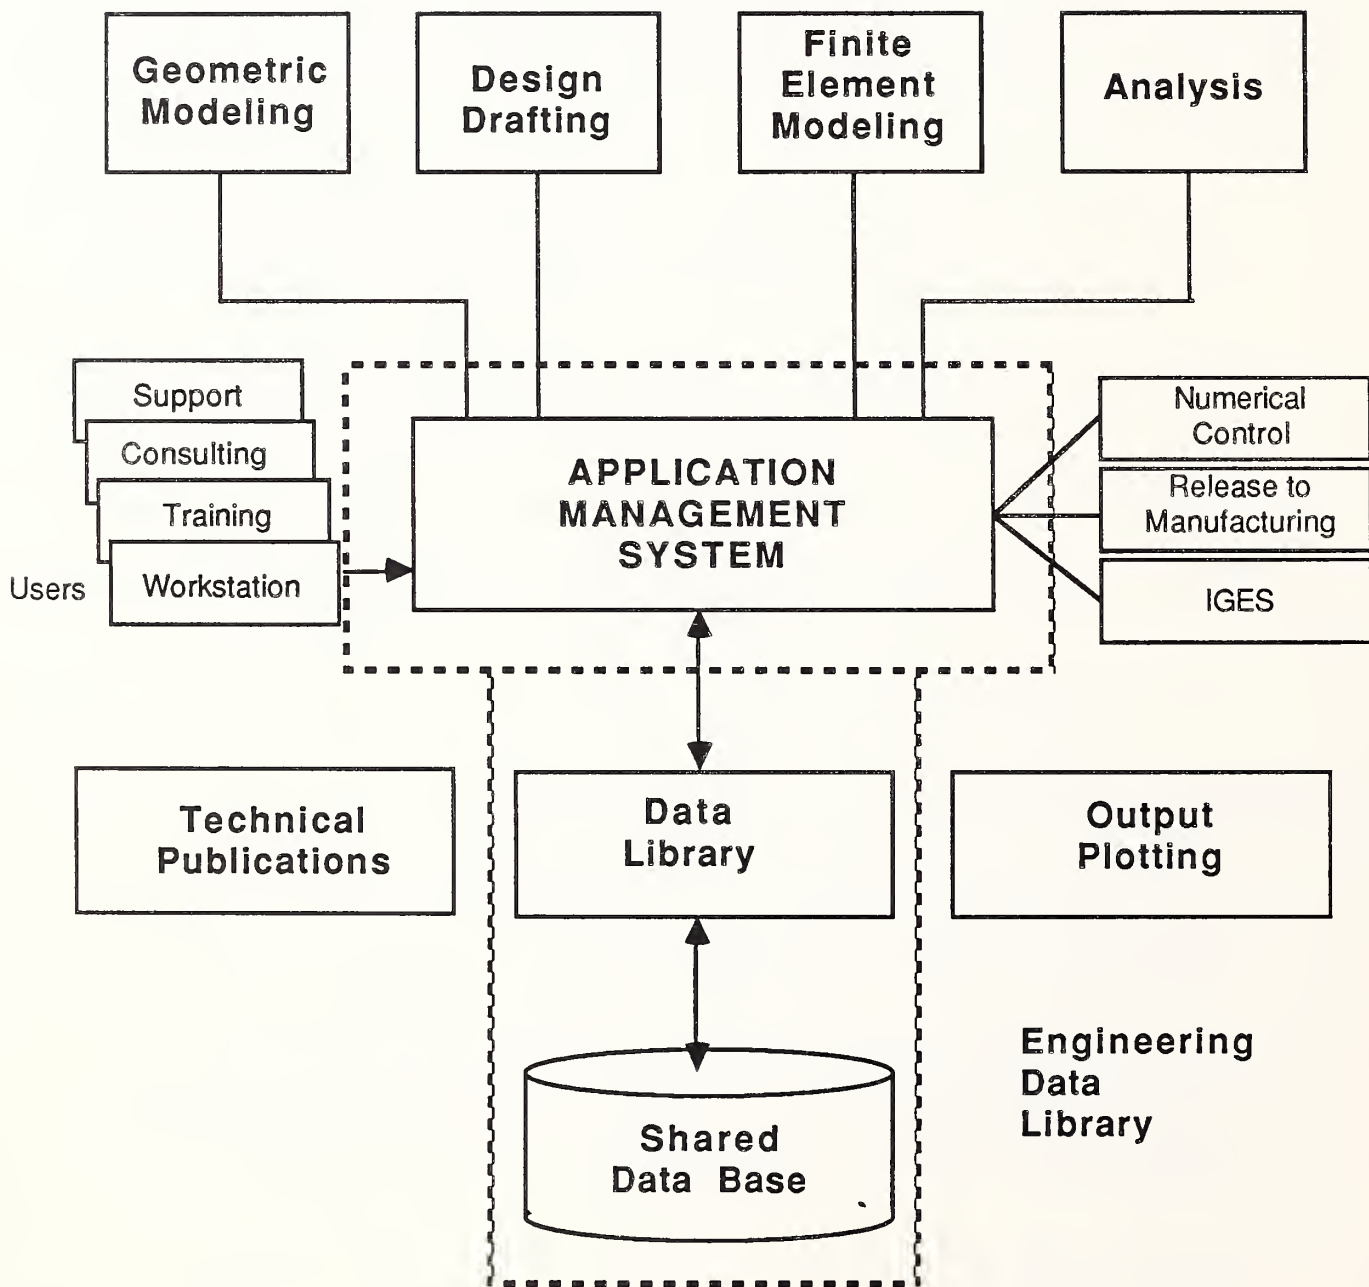 Geometric
Modeling
Design
Drafting
Finite
Element
Modeling
Analysis
Support
Consulting
Training
Users
Workstation
APPLICATION
MANAGEMENT
SYSTEM
Numerical
Control
Release to
Manufacturing
IGES
Technical
Publications
Data
Library
Output
Plotting
Engineering
Data
Library
Shared
Data Base